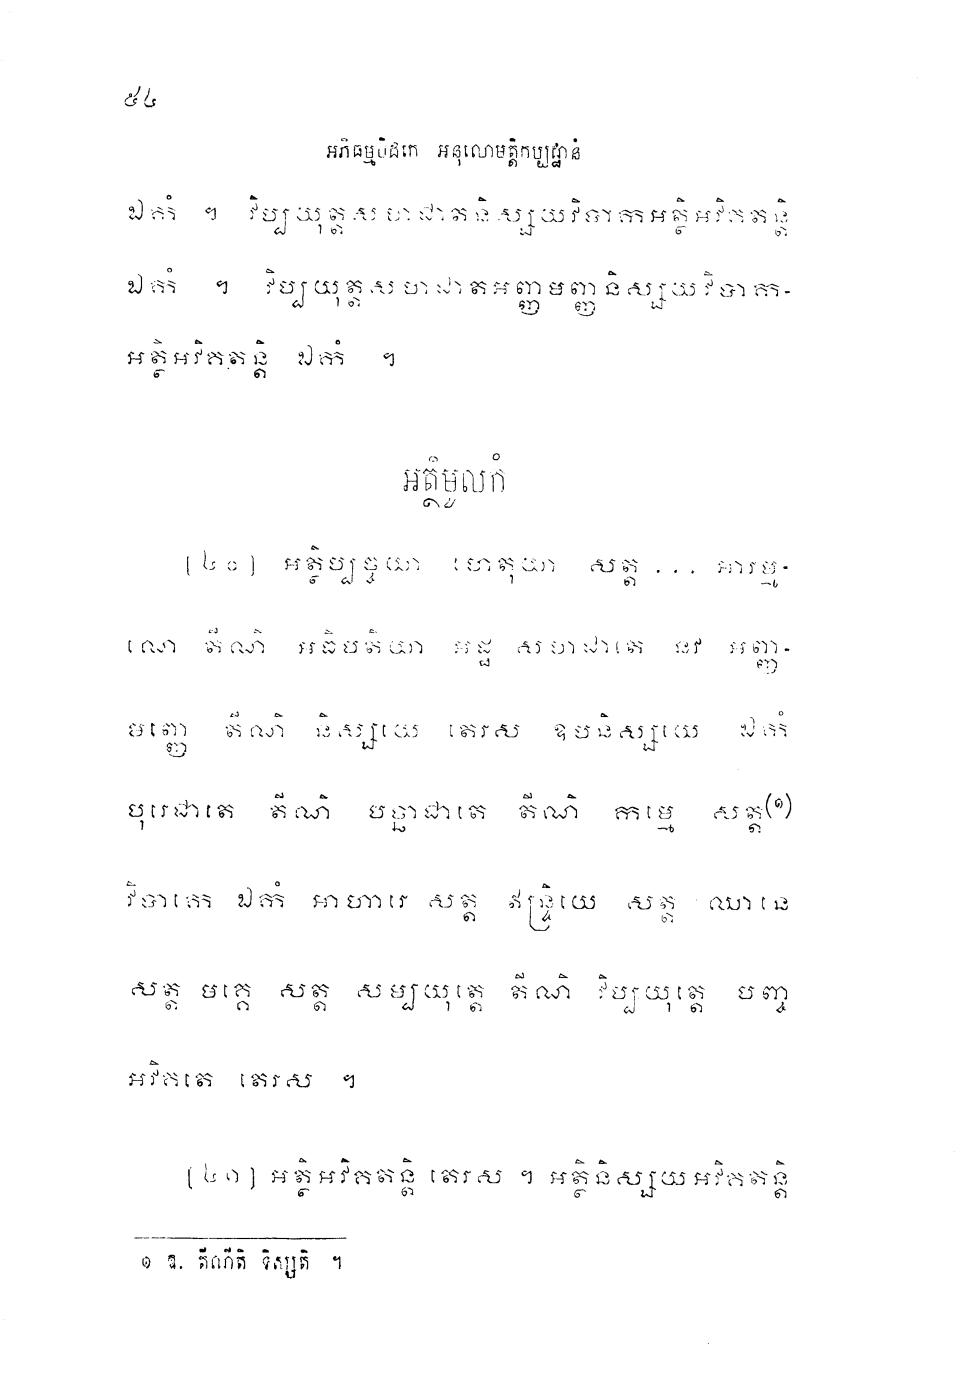 ៥៤
អភិធម្មបិដកេ អនុលោមត្តិកប្បដ្ឋានំ
ឯកំ ។ វិប្បយុត្តសហជាតនិស្សយវិបាកអត្ថិអវិគតន្តិ
ឯកំ ។ វិប្បយុត្តសហជាតអញ្ញមញ្ញនិស្សយវិបាក-
អត្ថិអវិគតន្តិ ឯកំ ។
អត្ថិមូលកំ
[៤០] អត្ថិប្បច្ចយា ហេតុយា សត្ត ... អារម្ម-
ណេ តីណិ អធិបតិយា អដ្ឋ សហជាតេ នវ អញ្ញ-
មញ្ញេ តីណិ និស្សយេ តេរស ឧបនិស្សយេ ឯកំ
បុរេជាតេ តីណិ បច្ឆាជាតេ តីណិ កម្មេ សត្ត(១)
វិបាកេ ឯកំ អាហារេ សត្ត ឥន្ទ្រិយេ សត្ត ឈានេ
សត្ត មគ្គេ សត្ត សម្បយុត្តេ តីណិ វិប្បយុត្តេ បញ្ច
អវិគតេ តេរស ។
[៤១] អត្ថិអវិគតន្តិ តេរស ។ អត្ថិនិស្សយអវិគតន្តិ
១ ឌ. តីណីតិ ទិស្សតិ ។